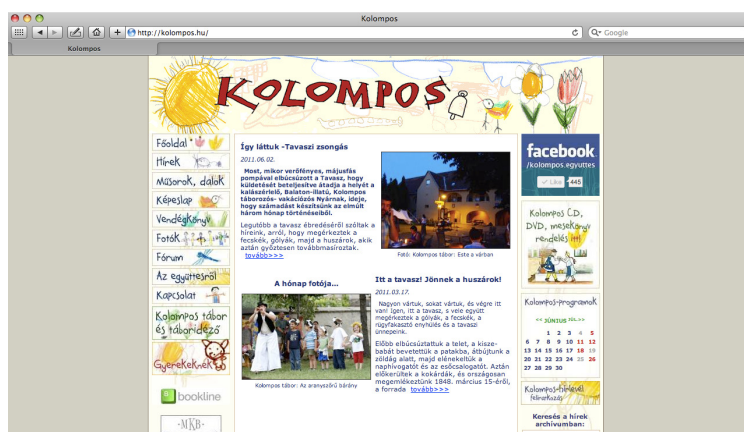 Kolompos
http://kolompos.hu/
Google
Kolompos
KOLOMPOS
Főoldal
Hírek
Műsorok, dalok
Képeslap
Vendégkönyv
Fotók
Fórum
Az együttesről
Kapcsolat
Kolompos tábor
és táboridéző
Gyerekeknek
bookline
·MKB·
Így láttuk -Tavaszi zsongás
2011.06.02.
Most, mikor verőfényes, májusfás
pompával elbúcsúzott a Tavasz, hogy
küldetését beteljesítve átadja a helyét a
kalászérlelő, Balaton-illatú, Kolompos
táborozós- vakációzós Nyárnak, ideje,
hogy számadást készítsünk az elmúlt
három hónap történéseiből.
Legutóbb a tavasz ébredéséről szóltak a
híreink, arról, hogy megérkeztek a
fecskék, gólyák, majd a huszárok, akik
aztán győztesen továbbmasíroztak.
tovább>>>
Fotó: Kolompos tábor: Este a várban
A hónap fotója...
Kolompos tábor: Az aranyszőrű bárány
Itt a tavasz! Jönnek a huszárok!
2011.03.17.
Nagyon vártuk, sokat vártuk, és végre itt
van! Igen, itt a tavasz, s vele együtt
megérkeztek a gólyák, a fecskék, a
rügyfakasztó enyhülés és a tavaszi
ünnepeink.
Előbb elbúcsúztattuk a telet, a kisze-
babát bevetettük a patakba, átbújtunk a
zöldág alatt, majd elénekeltük a
naphívogatót és az esőcsalogatót. Aztán
előkerültek a kokárdák, és országosan
megemlékeztünk 1848. március 15-éről,
a forrada tovább>>>
facebook
/kolompos.egyuttes
Like 445
Kolompos CD,
DVD, mesekönyv
rendelés itt!
Kolompos-programok
<< JÚNIUS JÚL.>>
1 2 3 4 5
6 7 8 9 10 11 12
13 14 15 16 17 18 19
20 21 22 23 24 25 26
27 28 29 30
Kolompos-hírlevél
feliratkozás
Keresés a hírek
archívumban: